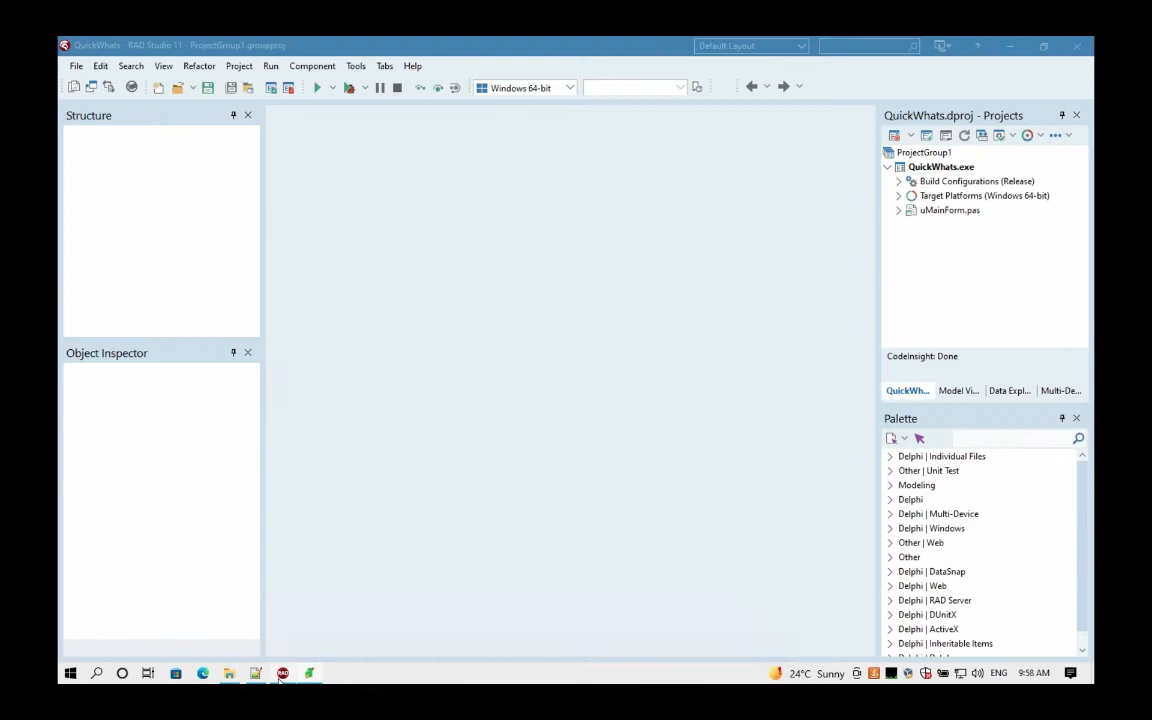 QuickWhats - RAD Studio 11 - ProjectGroup1.groupproj
Default Layout
?
File Edit Search View Refactor Project Run Component Tools Tabs Help
Windows 64-bit
Structure
Object Inspector
QuickWhats.dproj - Projects
ProjectGroup1
QuickWhats.exe
Build Configurations (Release)
Target Platforms (Windows 64-bit)
uMainForm.pas
CodeInsight: Done
QuickWh... Model Vi... Data Expl... Multi-De...
Palette
Delphi | Individual Files
Other | Unit Test
Modeling
Delphi
Delphi | Multi-Device
Delphi | Windows
Other | Web
Other
Delphi | DataSnap
Delphi | Web
Delphi | RAD Server
Delphi | DUnitX
Delphi | ActiveX
Delphi | Inheritable Items
RAD
24°C Sunny
ENG
9:58 AM